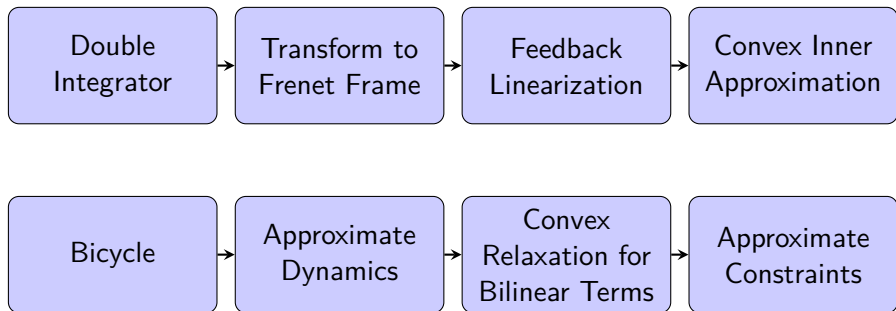 Double
Integrator
Transform to
Frenet Frame
Feedback
Linearization
Convex Inner
Approximation
Bicycle
Approximate
Dynamics
Convex
Relaxation for
Bilinear Terms
Approximate
Constraints